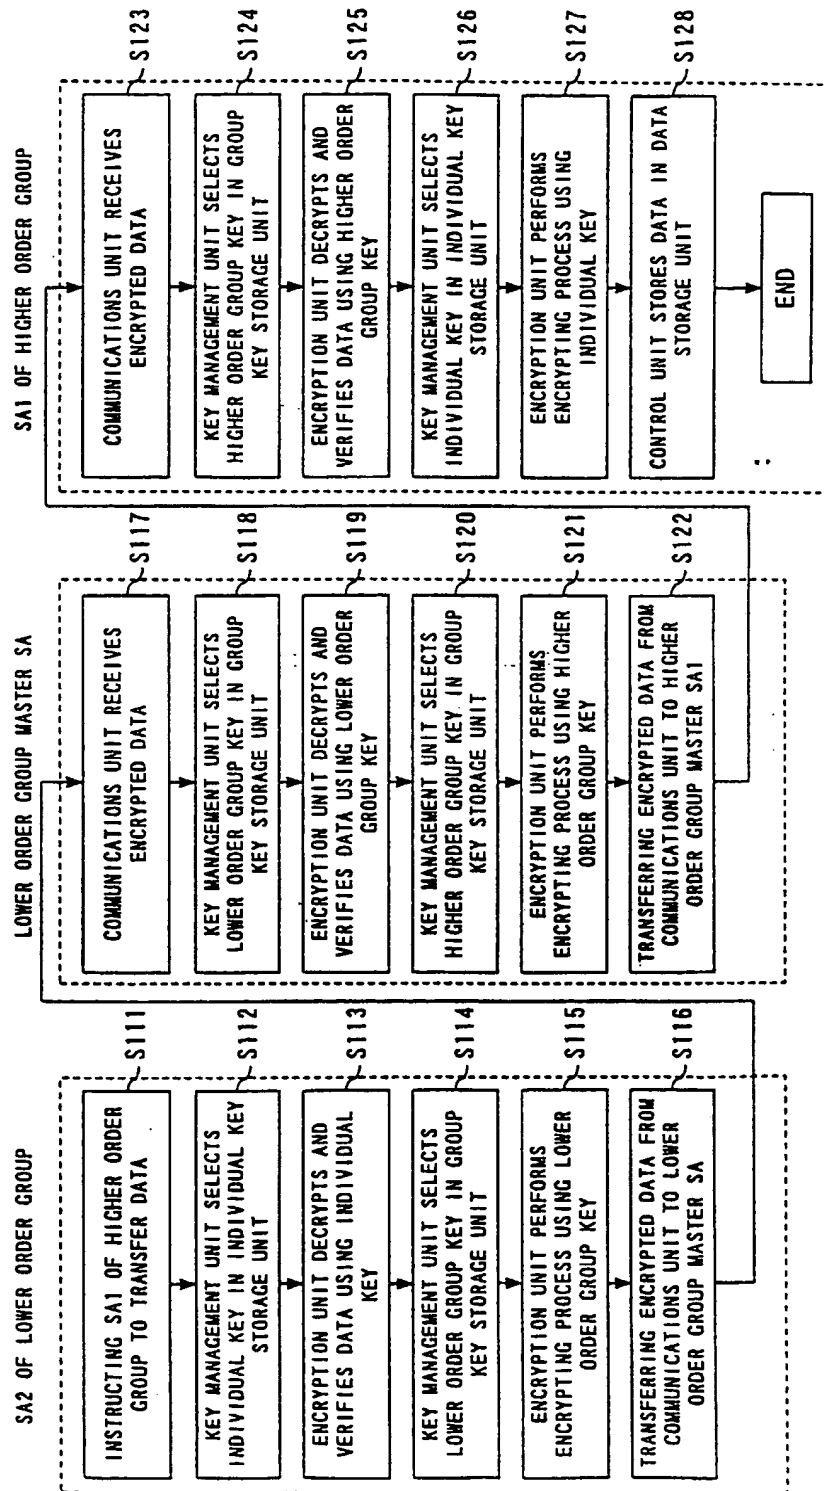 SA2 OF LOWER ORDER GROUP
INSTRUCTING SA1 OF HIGHER ORDER
GROUP TO TRANSFER DATA
S111
KEY MANAGEMENT UNIT SELECTS
INDIVIDUAL KEY IN INDIVIDUAL KEY
STORAGE UNIT
S112
ENCRYPTION UNIT DECRYPTS AND
VERIFIES DATA USING INDIVIDUAL
KEY
S113
KEY MANAGEMENT UNIT SELECTS
LOWER ORDER GROUP KEY IN GROUP
KEY STORAGE UNIT
S114
ENCRYPTION UNIT PERFORMS
ENCRYPTING PROCESS USING LOWER
ORDER GROUP KEY
S115
TRANSFERRING ENCRYPTED DATA FROM
COMMUNICATIONS UNIT TO LOWER
ORDER GROUP MASTER SA
S116
LOWER ORDER GROUP MASTER SA
COMMUNICATIONS UNIT RECEIVES
ENCRYPTED DATA
S117
KEY MANAGEMENT UNIT SELECTS
LOWER ORDER GROUP KEY IN GROUP
KEY STORAGE UNIT
S118
ENCRYPTION UNIT DECRYPTS AND
VERIFIES DATA USING LOWER ORDER
GROUP KEY
S119
KEY MANAGEMENT UNIT SELECTS
HIGHER ORDER GROUP KEY IN GROUP
KEY STORAGE UNIT
S120
ENCRYPTION UNIT PERFORMS
ENCRYPTING PROCESS USING HIGHER
ORDER GROUP KEY
S121
TRANSFERRING ENCRYPTED DATA FROM
COMMUNICATIONS UNIT TO HIGHER
ORDER GROUP MASTER SA1
S122
SA1 OF HIGHER ORDER GROUP
COMMUNICATIONS UNIT RECEIVES
ENCRYPTED DATA
S123
KEY MANAGEMENT UNIT SELECTS
HIGHER ORDER GROUP KEY IN GROUP
KEY STORAGE UNIT
S124
ENCRYPTION UNIT DECRYPTS AND
VERIFIES DATA USING HIGHER ORDER
GROUP KEY
S125
KEY MANAGEMENT UNIT SELECTS
INDIVIDUAL KEY IN INDIVIDUAL KEY
STORAGE UNIT
S126
ENCRYPTION UNIT PERFORMS
ENCRYPTING PROCESS USING
INDIVIDUAL KEY
S127
CONTROL UNIT STORES DATA IN DATA
STORAGE UNIT
S128
END